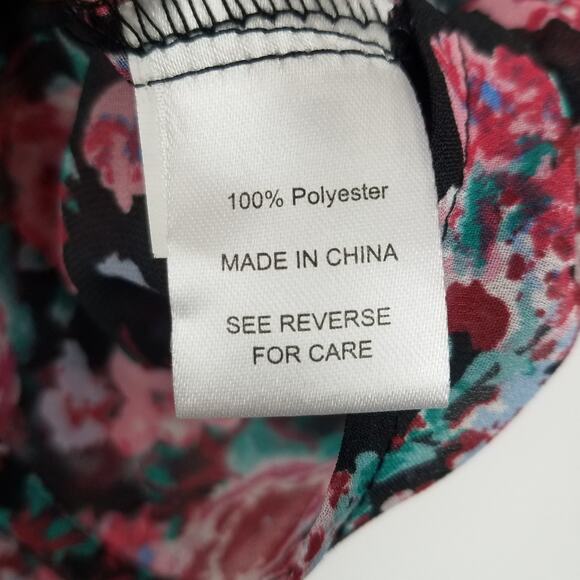 100% Polyester
MADE IN CHINA
SEE REVERSE
FOR CARE